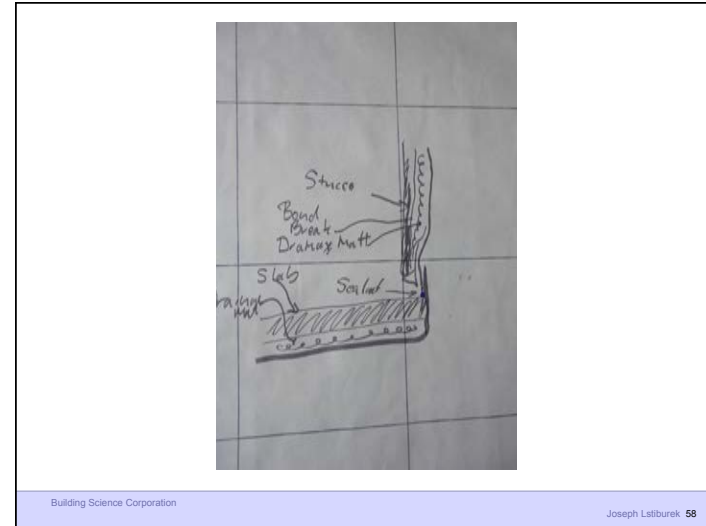 Stucco
Bond
Break
Drainage Matt
Slab
Sealant
Building Science Corporation
Joseph Lstiburek 58